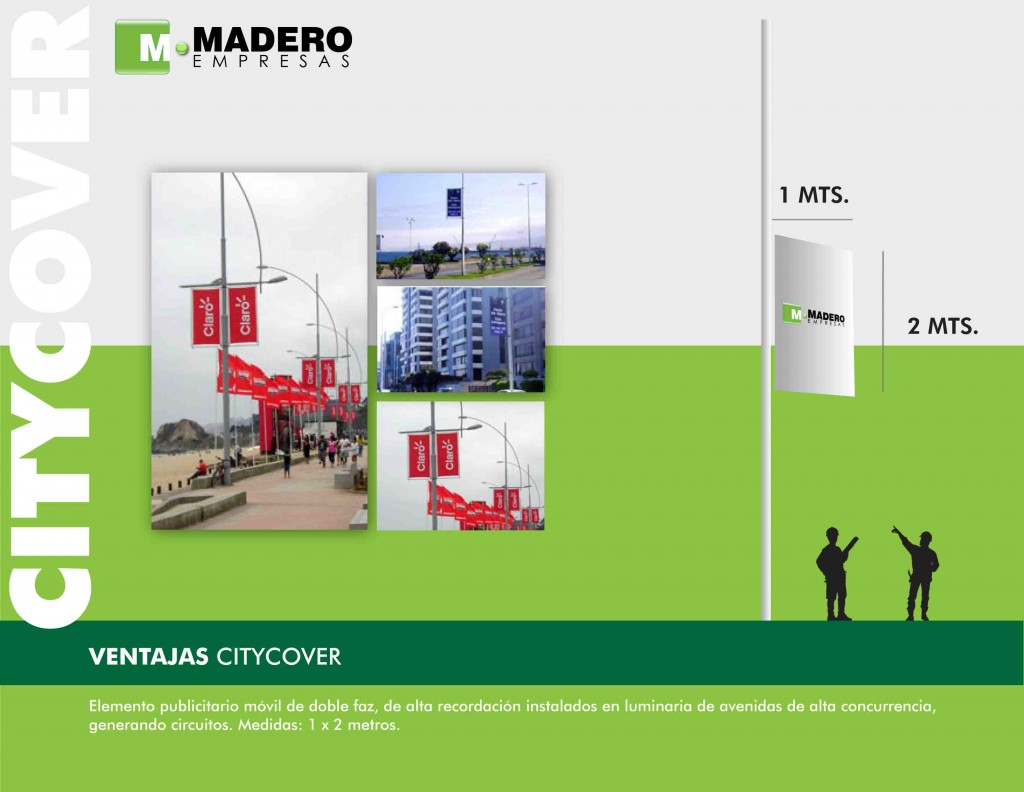 CITYCOVER
M MADERO
EMPRESAS
Claro
Claro
1 MTS.
M MADERO
EMPRESAS
2 MTS.
Claro
Claro
VENTAJAS CITYCOVER
Elemento publicitario móvil de doble faz, de alta recordación instalados en luminaria de avenidas de alta concurrencia,
generando circuitos. Medidas: 1 x 2 metros.